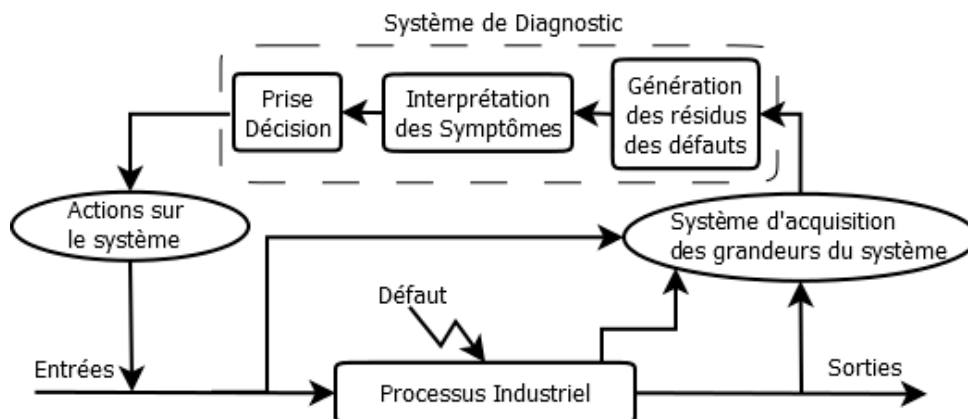 Système de Diagnostic
Prise
Décision
Interprétation
des Symptômes
Génération
des résidus
des défauts
Actions sur
le système
Système d'acquisition
des grandeurs du système
Défaut
Entrées
Processus Industriel
Sorties